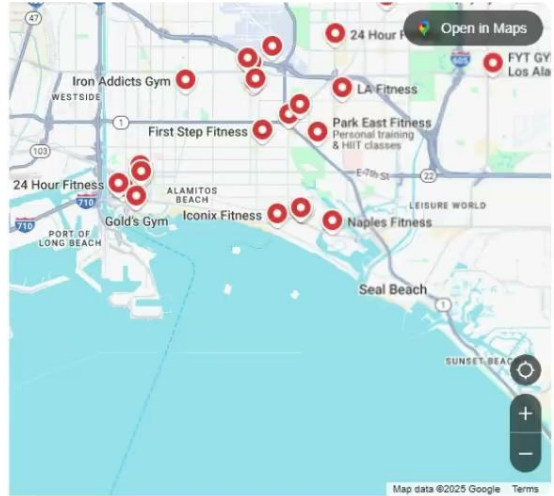 47
Open in Maps
24 Hour F
605
FYT GY
Los Ala
Iron Addicts Gym
WESTSIDE
LA Fitness
1
First Step Fitness
Park East Fitness
Personal training
& HIIT classes
103
E 7th St
22
24 Hour Fitness
710
ALAMITOS
BEACH
LEISURE WORLD
Gold's Gym
Iconix Fitness
Naples Fitness
710
PORT OF
LONG BEACH
Seal Beach
1
SUNSET BEAC
Map data ©2025 Google
Terms